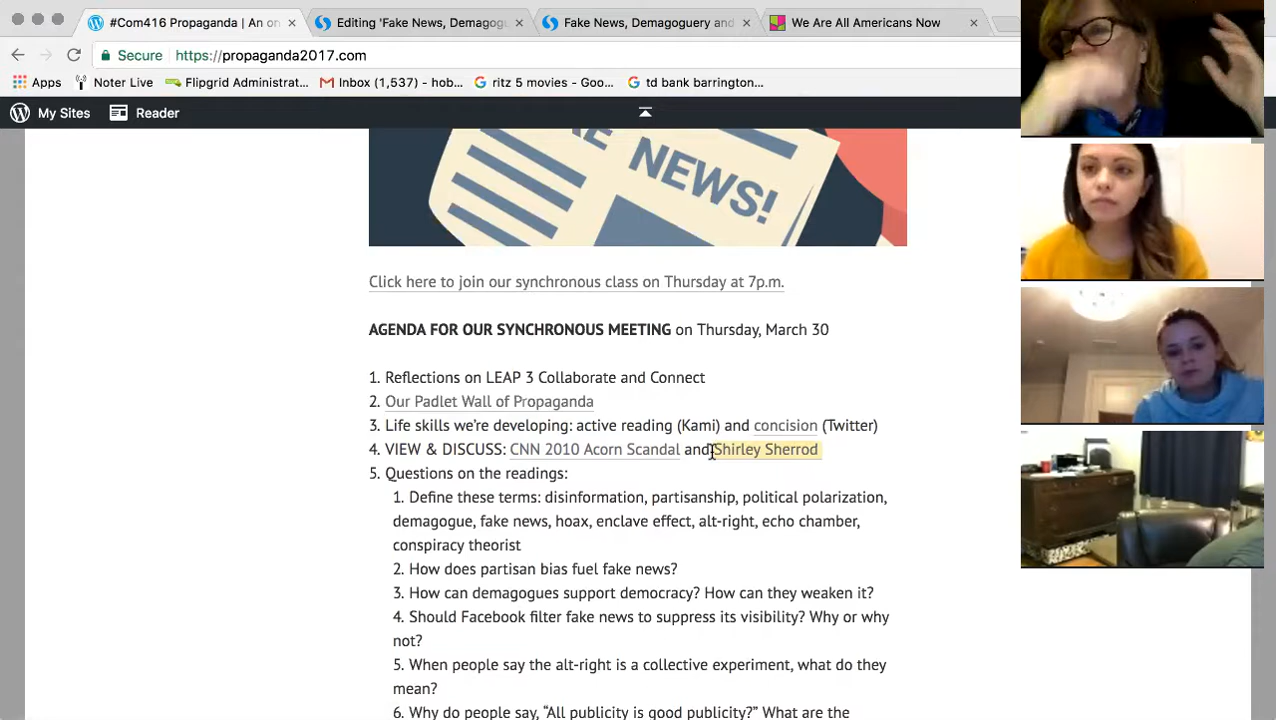 #Com416 Propaganda | An on
Editing 'Fake News, Demagogu
Fake News, Demagoguery and
We Are All Americans Now
Secure
https://propaganda2017.com
Apps
Noter Live
Flipgrid Administrat...
Inbox (1,537) - hob...
ritz 5 movies - Goo...
td bank barrington...
My Sites
Reader
KE NEWS!
Click here to join our synchronous class on Thursday at 7p.m.
AGENDA FOR OUR SYNCHRONOUS MEETING on Thursday, March 30
1. Reflections on LEAP 3 Collaborate and Connect
2. Our Padlet Wall of Propaganda
3. Life skills we're developing: active reading (Kami) and concision (Twitter)
4. VIEW & DISCUSS: CNN 2010 Acorn Scandal and Shirley Sherrod
5. Questions on the readings:
1. Define these terms: disinformation, partisanship, political polarization,
demagogue, fake news, hoax, enclave effect, alt-right, echo chamber,
conspiracy theorist
2. How does partisan bias fuel fake news?
3. How can demagogues support democracy? How can they weaken it?
4. Should Facebook filter fake news to suppress its visibility? Why or why
not?
5. When people say the alt-right is a collective experiment, what do they
mean?
6. Why do people say, "All publicity is good publicity?" What are the